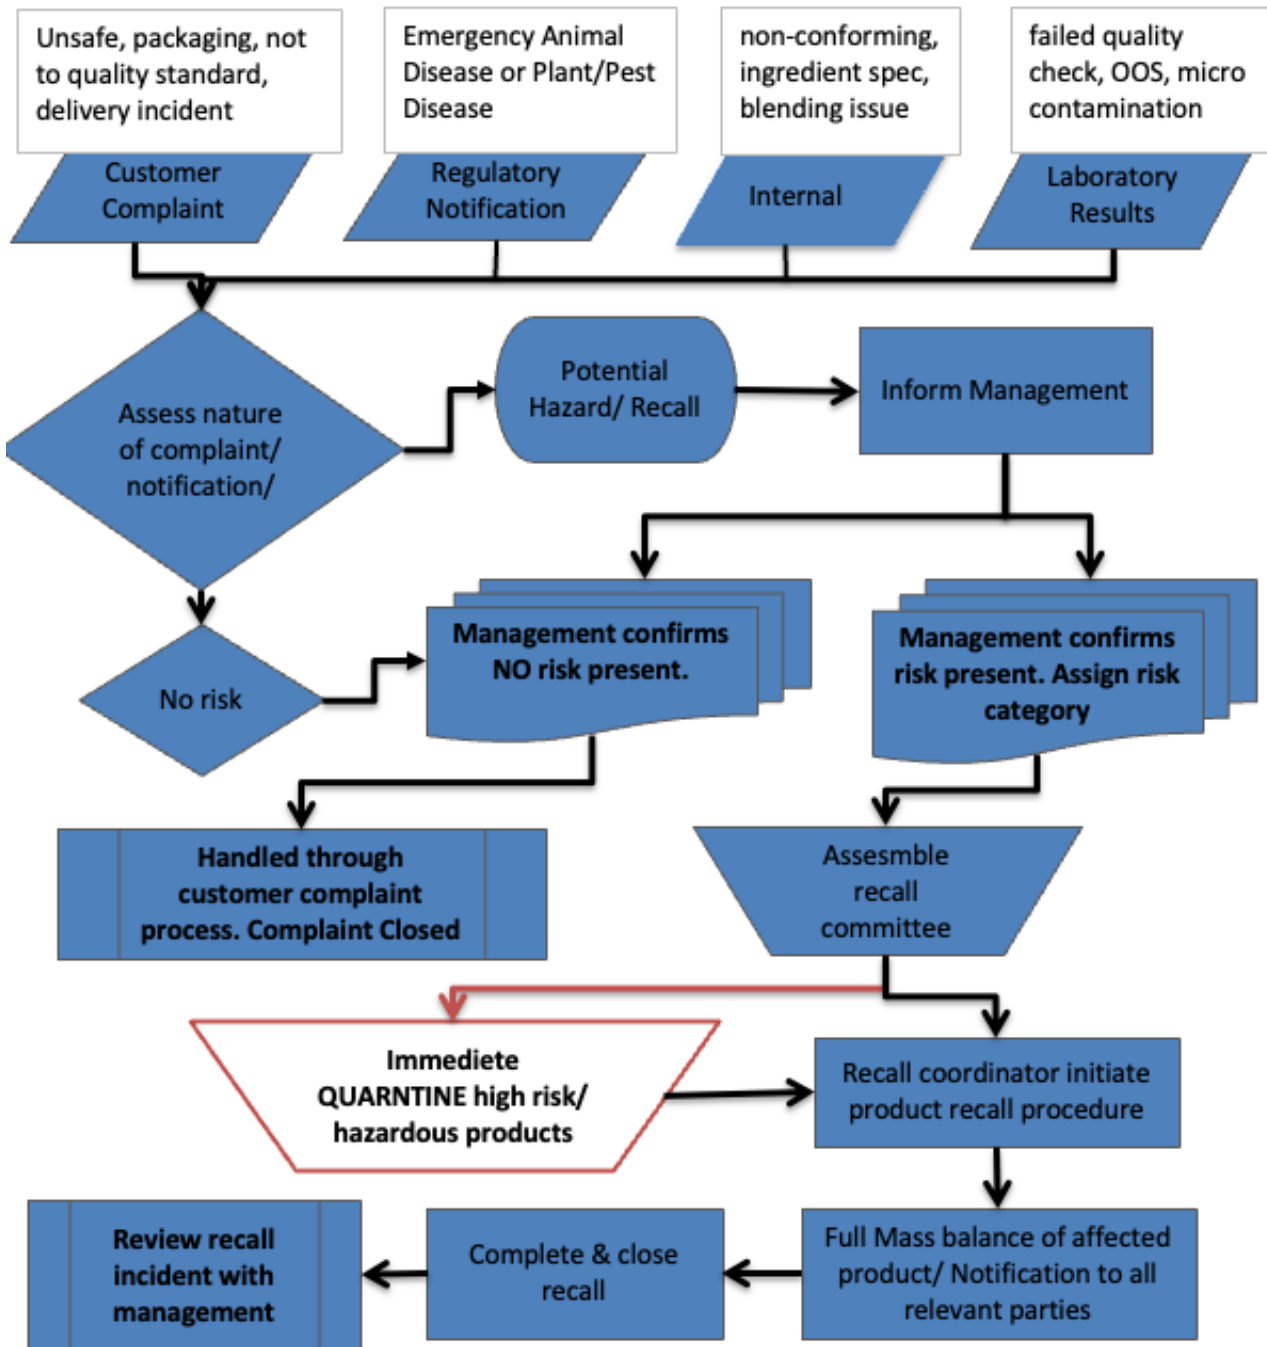 Unsafe, packaging, not
to quality standard,
delivery incident
Emergency Animal
Disease or Plant/Pest
Disease
non-conforming,
ingredient spec,
blending issue
failed quality
check, OOS, micro
contamination
Customer
Complaint
Regulatory
Notification
Internal
Laboratory
Results
Assess nature
of complaint/
notification/
Potential
Hazard/ Recall
Inform Management
No risk
Management confirms
NO risk present.
Management confirms
risk present. Assign risk
category
Handled through
customer complaint
process. Complaint Closed
Assesmble
recall
committee
Immediete
QUARNTINE high risk/
hazardous products
Recall coordinator initiate
product recall procedure
Review recall
incident with
management
Complete & close
recall
Full Mass balance of affected
product/ Notification to all
relevant parties